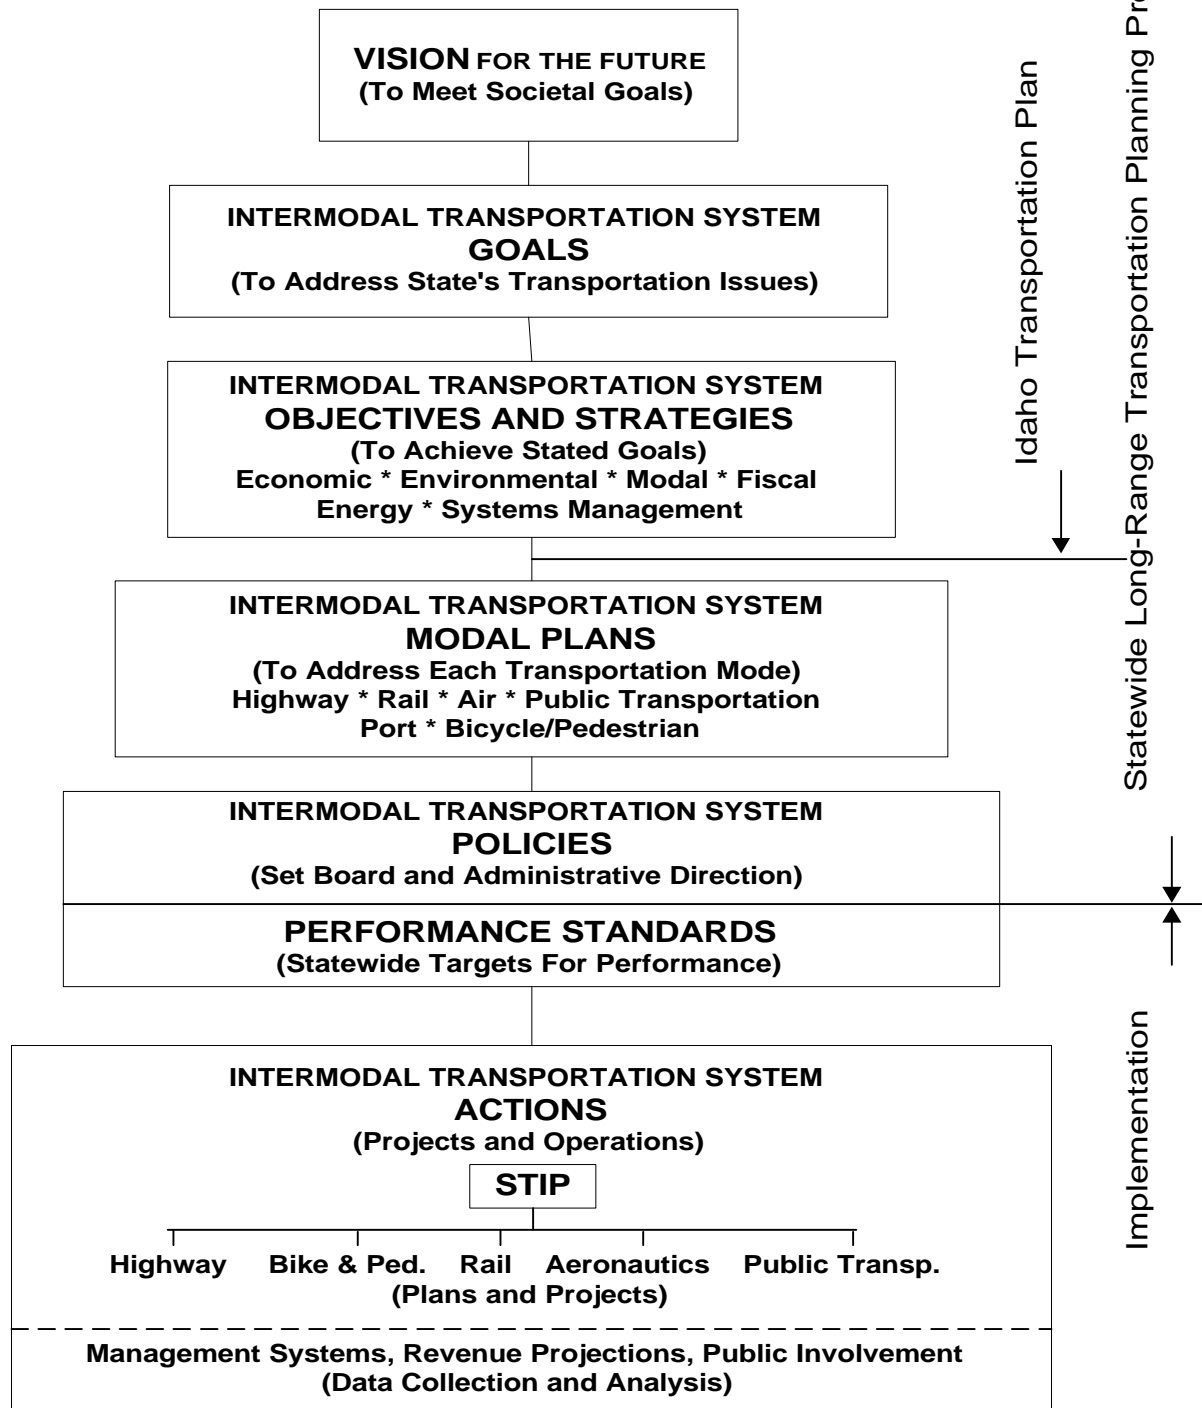 VISION FOR THE FUTURE
(To Meet Societal Goals)
INTERMODAL TRANSPORTATION SYSTEM
GOALS
(To Address State's Transportation Issues)
INTERMODAL TRANSPORTATION SYSTEM
OBJECTIVES AND STRATEGIES
(To Achieve Stated Goals)
Economic * Environmental * Modal * Fiscal
Energy * Systems Management
INTERMODAL TRANSPORTATION SYSTEM
MODAL PLANS
(To Address Each Transportation Mode)
Highway * Rail * Air * Public Transportation
Port * Bicycle/Pedestrian
INTERMODAL TRANSPORTATION SYSTEM
POLICIES
(Set Board and Administrative Direction)
PERFORMANCE STANDARDS
(Statewide Targets For Performance)
INTERMODAL TRANSPORTATION SYSTEM
ACTIONS
(Projects and Operations)
STIP
Highway Bike & Ped. Rail Aeronautics Public Transp.
(Plans and Projects)
Management Systems, Revenue Projections, Public Involvement
(Data Collection and Analysis)
Idaho Transportation Plan
Statewide Long-Range Transportation Planning
Implementation